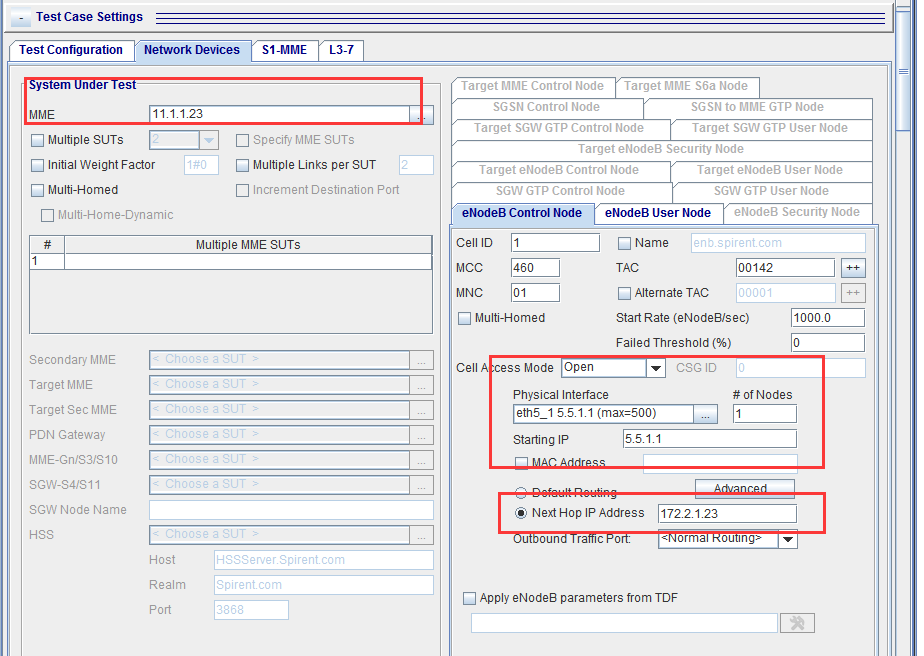 Test Case Settings
Test Configuration
Network Devices
S1-MME
L3-7
System Under Test
MME
11.1.1.23
...
Multiple SUTs
2
Specify MME SUTs
Initial Weight Factor
1#0
Multiple Links per SUT
2
Multi-Homed
Increment Destination Port
Multi-Home-Dynamic
#
Multiple MME SUTs
1
Secondary MME
< Choose a SUT >
...
Target MME
< Choose a SUT >
...
Target Sec MME
< Choose a SUT >
...
PDN Gateway
< Choose a SUT >
...
MME-Gn/S3/S10
< Choose a SUT >
...
SGW-S4/S11
< Choose a SUT >
...
SGW Node Name
HSS
< Choose a SUT >
...
Host
HSSServer.Spirent.com
Realm
Spirent.com
Port
3868
Target MME Control Node
Target MME S6a Node
SGSN Control Node
SGSN to MME GTP Node
Target SGW GTP Control Node
Target SGW GTP User Node
Target eNodeB Security Node
Target eNodeB Control Node
Target eNodeB User Node
SGW GTP Control Node
SGW GTP User Node
eNodeB Control Node
eNodeB User Node
eNodeB Security Node
Cell ID
1
Name
enb.spirent.com
MCC
460
TAC
00142
++
MNC
01
Alternate TAC
00001
++
Multi-Homed
Start Rate (eNodeB/sec)
1000.0
Failed Threshold (%)
0
Cell Access Mode
Open
CSG ID
0
Physical Interface
# of Nodes
eth5_1 5.5.1.1 (max=500)
...
1
Starting IP
5.5.1.1
MAC Address
Default Routing
Advanced
Next Hop IP Address
172.2.1.23
Outbound Traffic Port:
<Normal Routing>
Apply eNodeB parameters from TDF